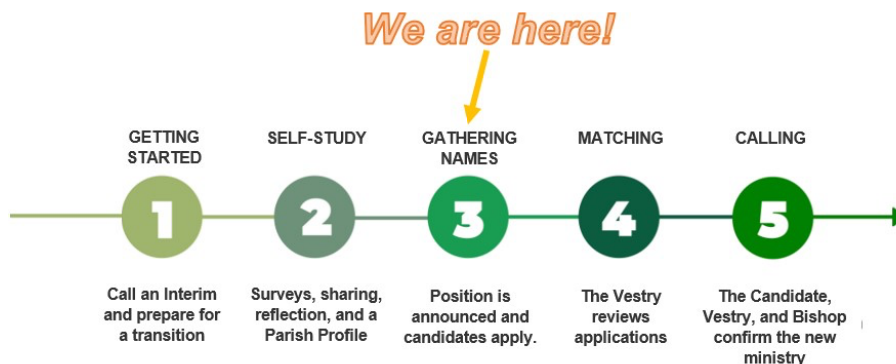 We are here!
GETTING
STARTED
SELF-STUDY
GATHERING
NAMES
MATCHING
CALLING
1
2
3
4
5
Call an Interim
and prepare for
a transition
Surveys, sharing,
reflection, and a
Parish Profile
Position is
announced and
candidates apply.
The Vestry
reviews
applications
The Candidate,
Vestry, and Bishop
confirm the new
ministry